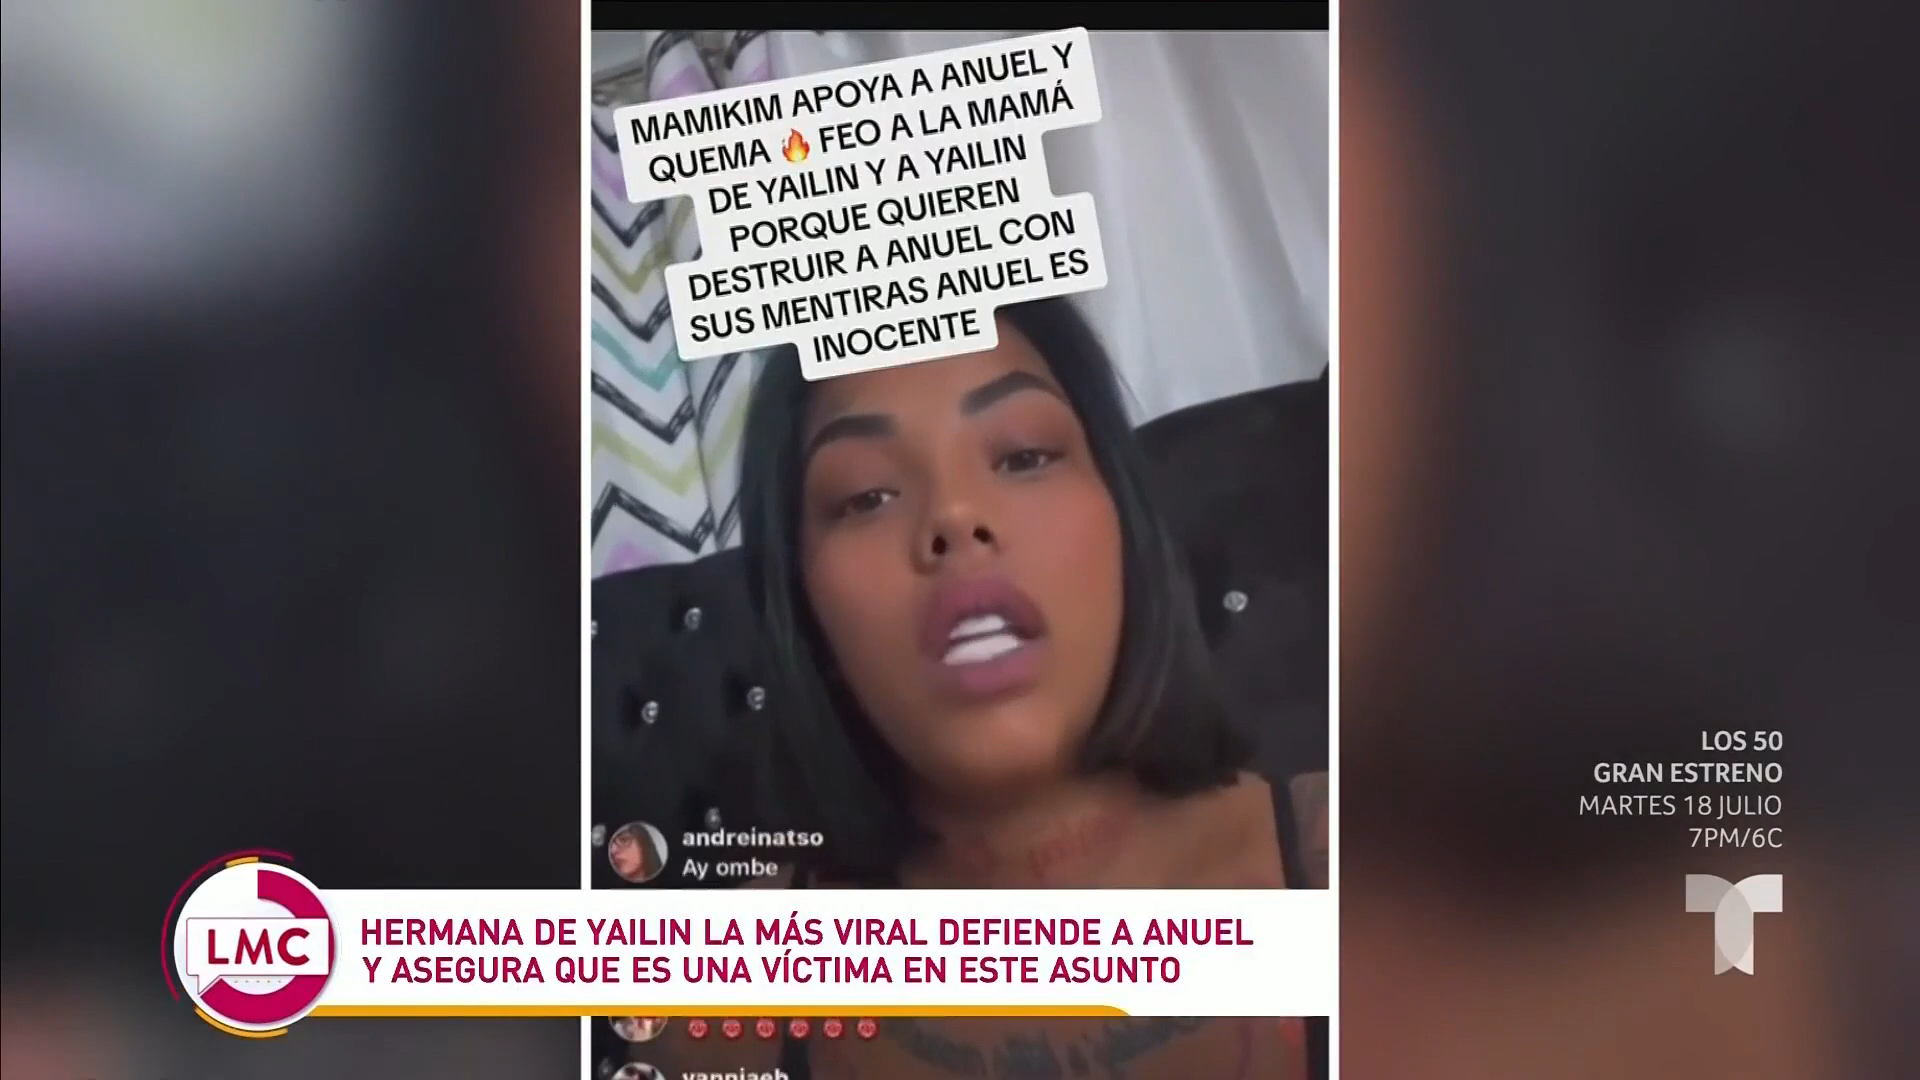 MAMIKIM APOYA A ANUEL Y
QUEMA 🔥 FEO A LA MAMÁ
DE YAILIN Y A YAILIN
PORQUE QUIEREN
DESTRUIR A ANUEL CON
SUS MENTIRAS ANUEL ES
INOCENTE
andreinatso
Ay ombe
LOS 50
GRAN ESTRENO
MARTES 18 JULIO
7PM/6C
LMC
HERMANA DE YAILIN LA MÁS VIRAL DEFIENDE A ANUEL
Y ASEGURA QUE ES UNA VÍCTIMA EN ESTE ASUNTO